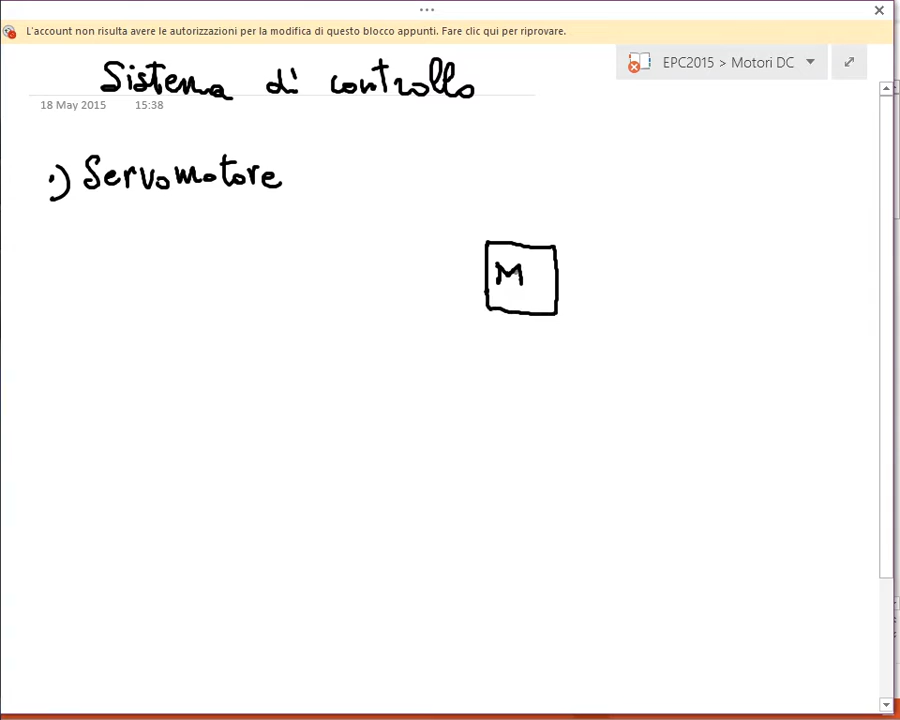 L'account non risulta avere le autorizzazioni per la modifica di questo blocco appunti. Fare clic qui per riprovare.
EPC2015 > Motori DC
Sistema di controllo
18 May 2015 15:38
·) Servomotore
M